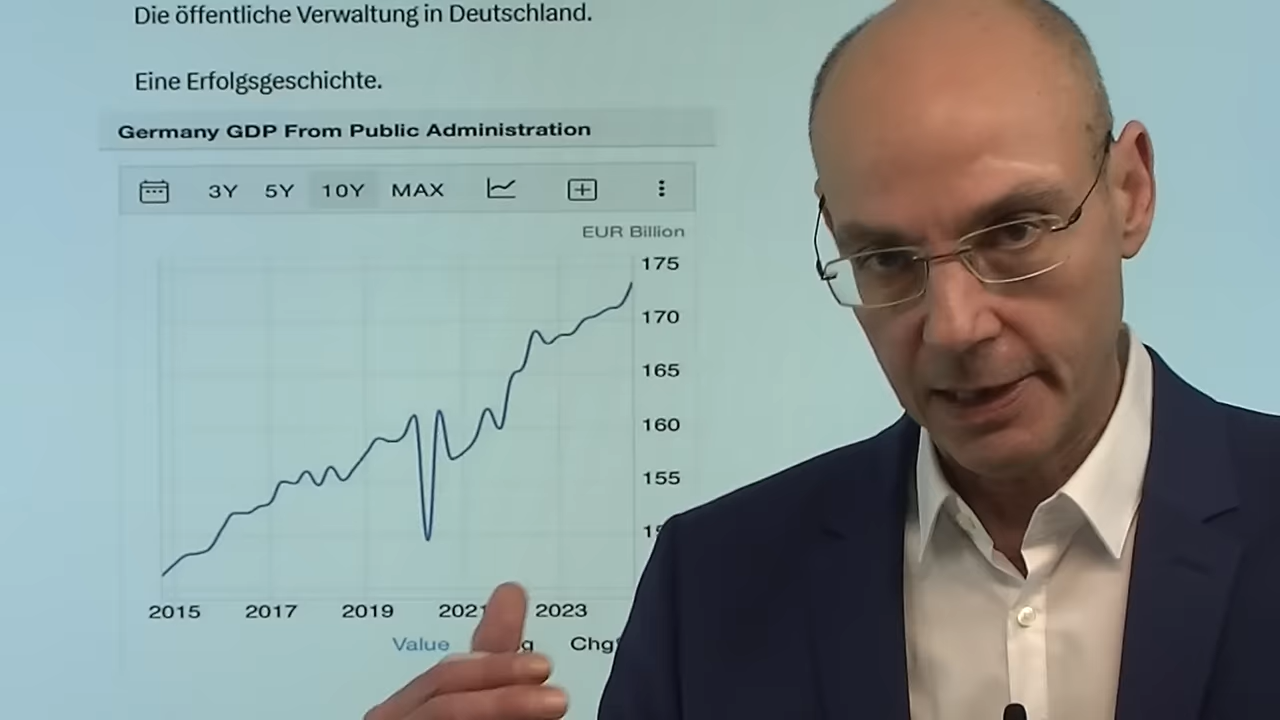 Die öffentliche Verwaltung in Deutschland.
Eine Erfolgsgeschichte.
Germany GDP From Public Administration
3Y 5Y 10Y MAX
EUR Billion
175
170
165
160
155
2015 2017 2019 2021 2023
Value